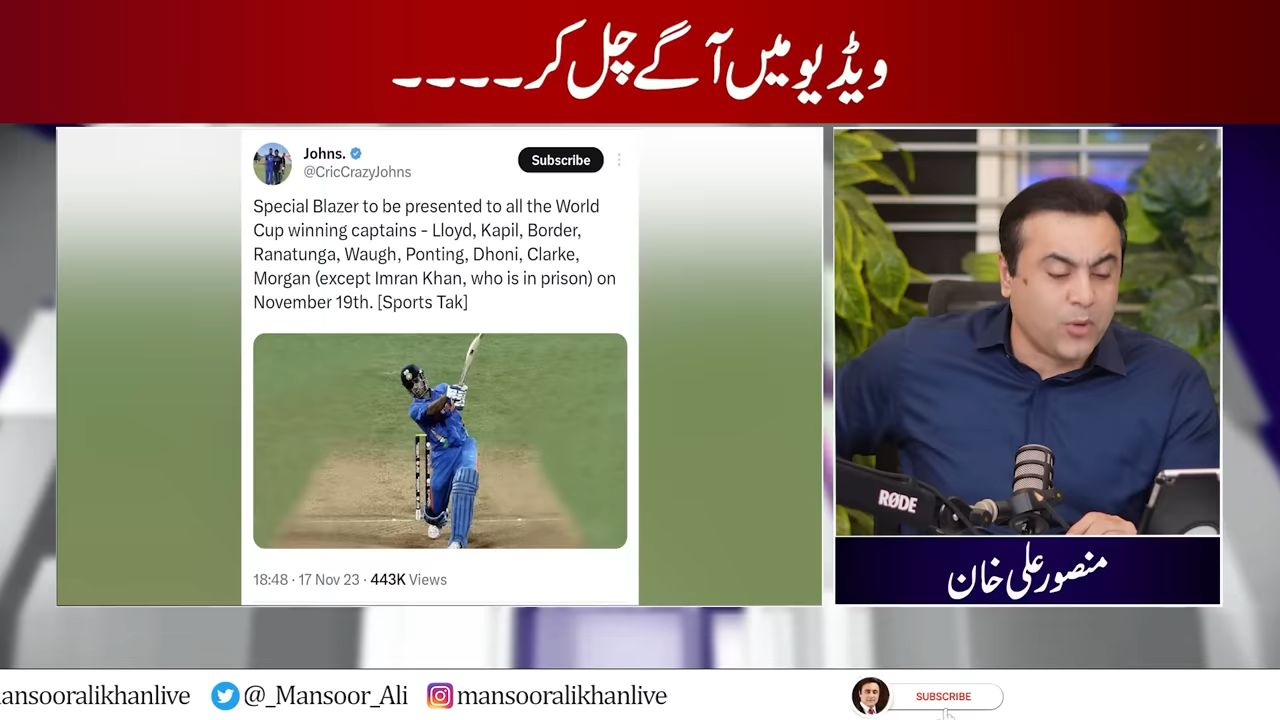 ویڈیو میں آگے چل کر۔۔۔۔
Johns.
@CricCrazyJohns
Subscribe
Special Blazer to be presented to all the World
Cup winning captains - Lloyd, Kapil, Border,
Ranatunga, Waugh, Ponting, Dhoni, Clarke,
Morgan (except Imran Khan, who is in prison) on
November 19th. [Sports Tak]
18:48 · 17 Nov 23 · 443K Views
RØDE
منصور علی خان
ansooralikhanlive @_Mansoor_Ali mansooralikhanlive SUBSCRIBE